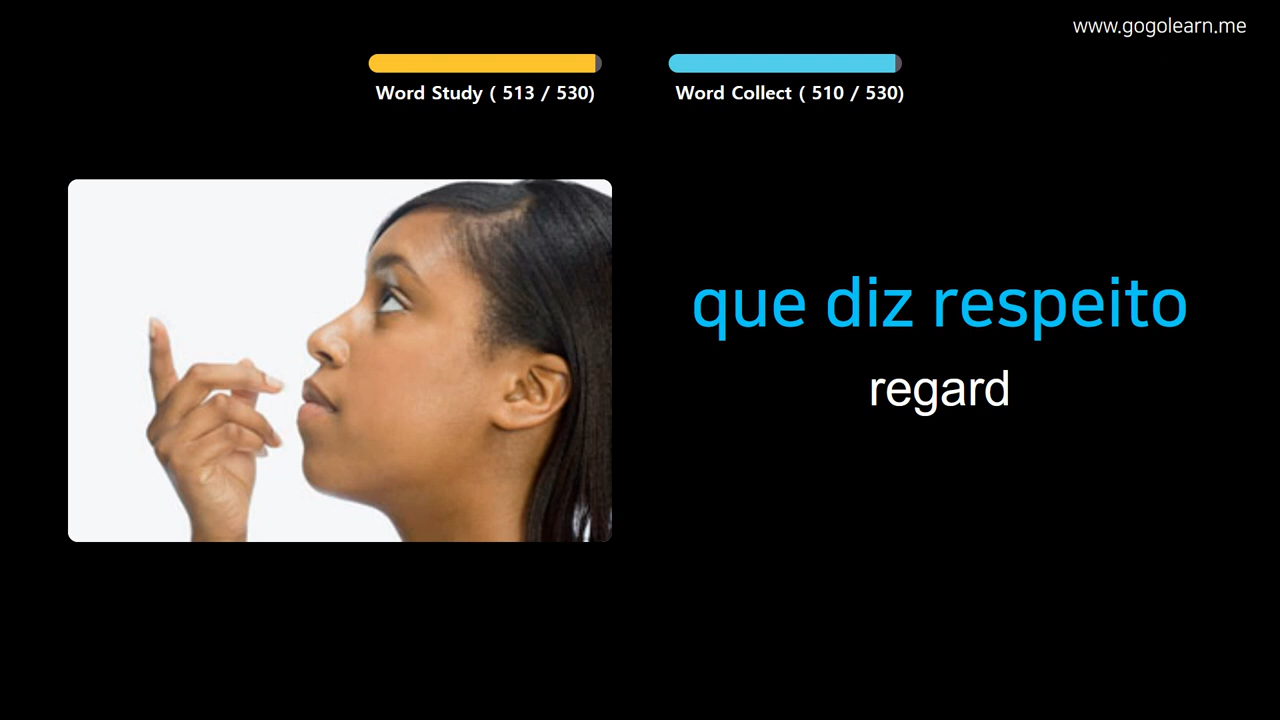 www.gogolearn.me
Word Study ( 513 / 530)
Word Collect ( 510 / 530)
que diz respeito
regard